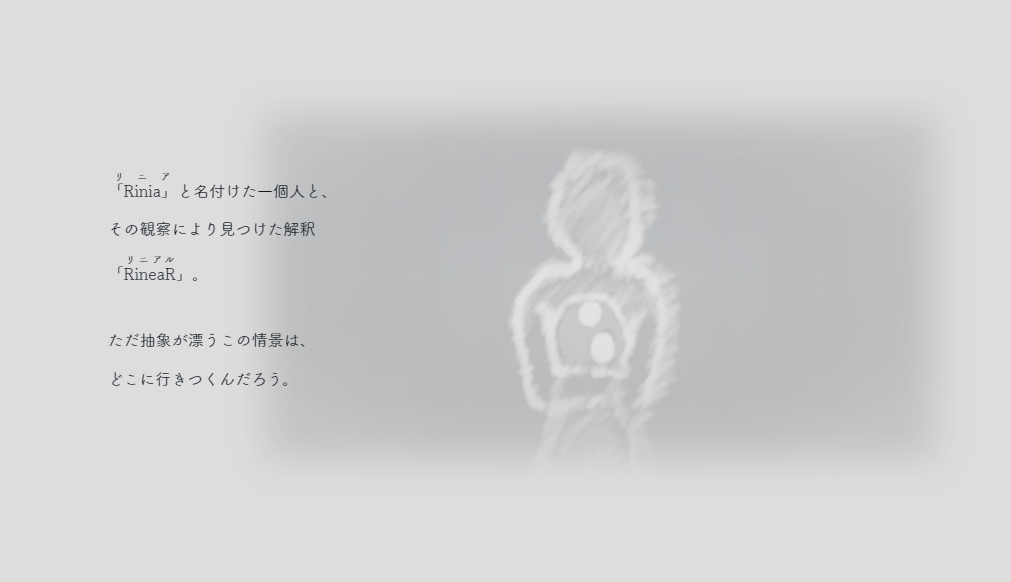 リニア
「Rinia」と名付けた一個人と、
その観察により見つけた解釈
リニアル
「RineaR」。
ただ抽象が漂うこの情景は、
どこに行きつくんだろう。